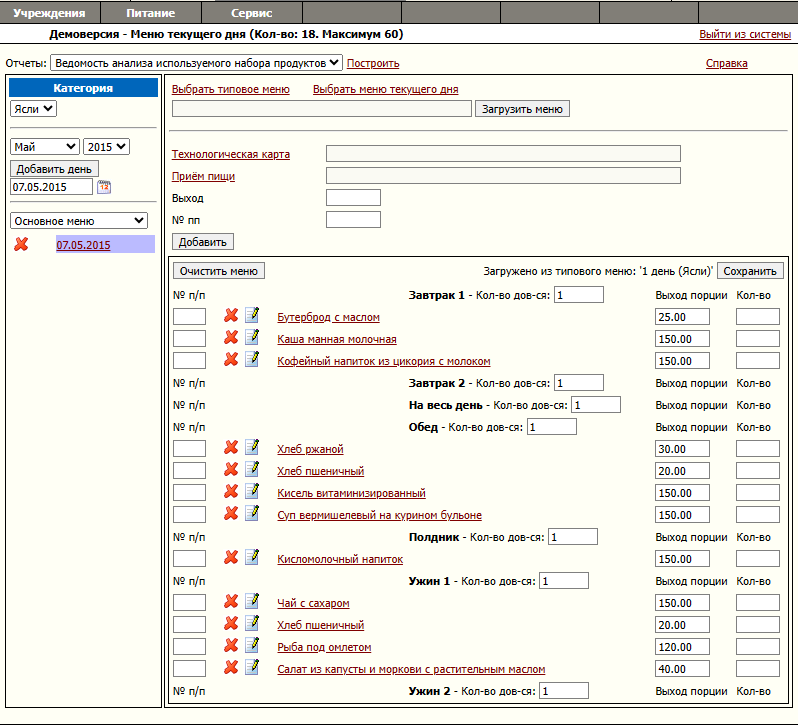 Учреждения Питание Сервис
Демоверсия - Меню текущего дня (Кол-во: 18. Максимум 60) Выйти из системы
Отчеты: Ведомость анализа используемого набора продуктов Построить Справка
Категория
Ясли
Май 2015
Добавить день
07.05.2015 12
Основное меню
07.05.2015
Выбрать типовое меню Выбрать меню текущего дня
Загрузить меню
Технологическая карта
Приём пищи
Выход
№ пп
Добавить
Очистить меню Загружено из типового меню: '1 день (Ясли)' Сохранить
№ п/п Завтрак 1 - Кол-во дов-ся: 1 Выход порции Кол-во
Бутерброд с маслом 25.00
Каша манная молочная 150.00
Кофейный напиток из цикория с молоком 150.00
№ п/п Завтрак 2 - Кол-во дов-ся: 1 Выход порции Кол-во
№ п/п На весь день - Кол-во дов-ся: 1 Выход порции Кол-во
№ п/п Обед - Кол-во дов-ся: 1 Выход порции Кол-во
Хлеб ржаной 30.00
Хлеб пшеничный 20.00
Кисель витаминизированный 150.00
Суп вермишелевый на курином бульоне 150.00
№ п/п Полдник - Кол-во дов-ся: 1 Выход порции Кол-во
Кисломолочный напиток 150.00
№ п/п Ужин 1 - Кол-во дов-ся: 1 Выход порции Кол-во
Чай с сахаром 150.00
Хлеб пшеничный 20.00
Рыба под омлетом 120.00
Салат из капусты и моркови с растительным маслом 40.00
№ п/п Ужин 2 - Кол-во дов-ся: 1 Выход порции Кол-во